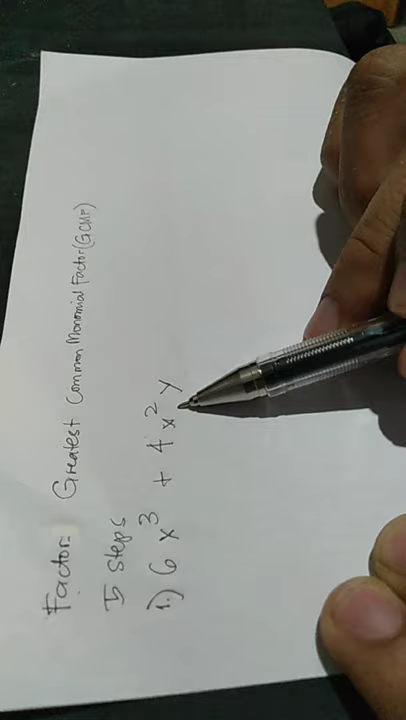 Factor: Greatest Common Monomial Factor (GCMF)
5 steps
1.) 6x³ + 4x²y